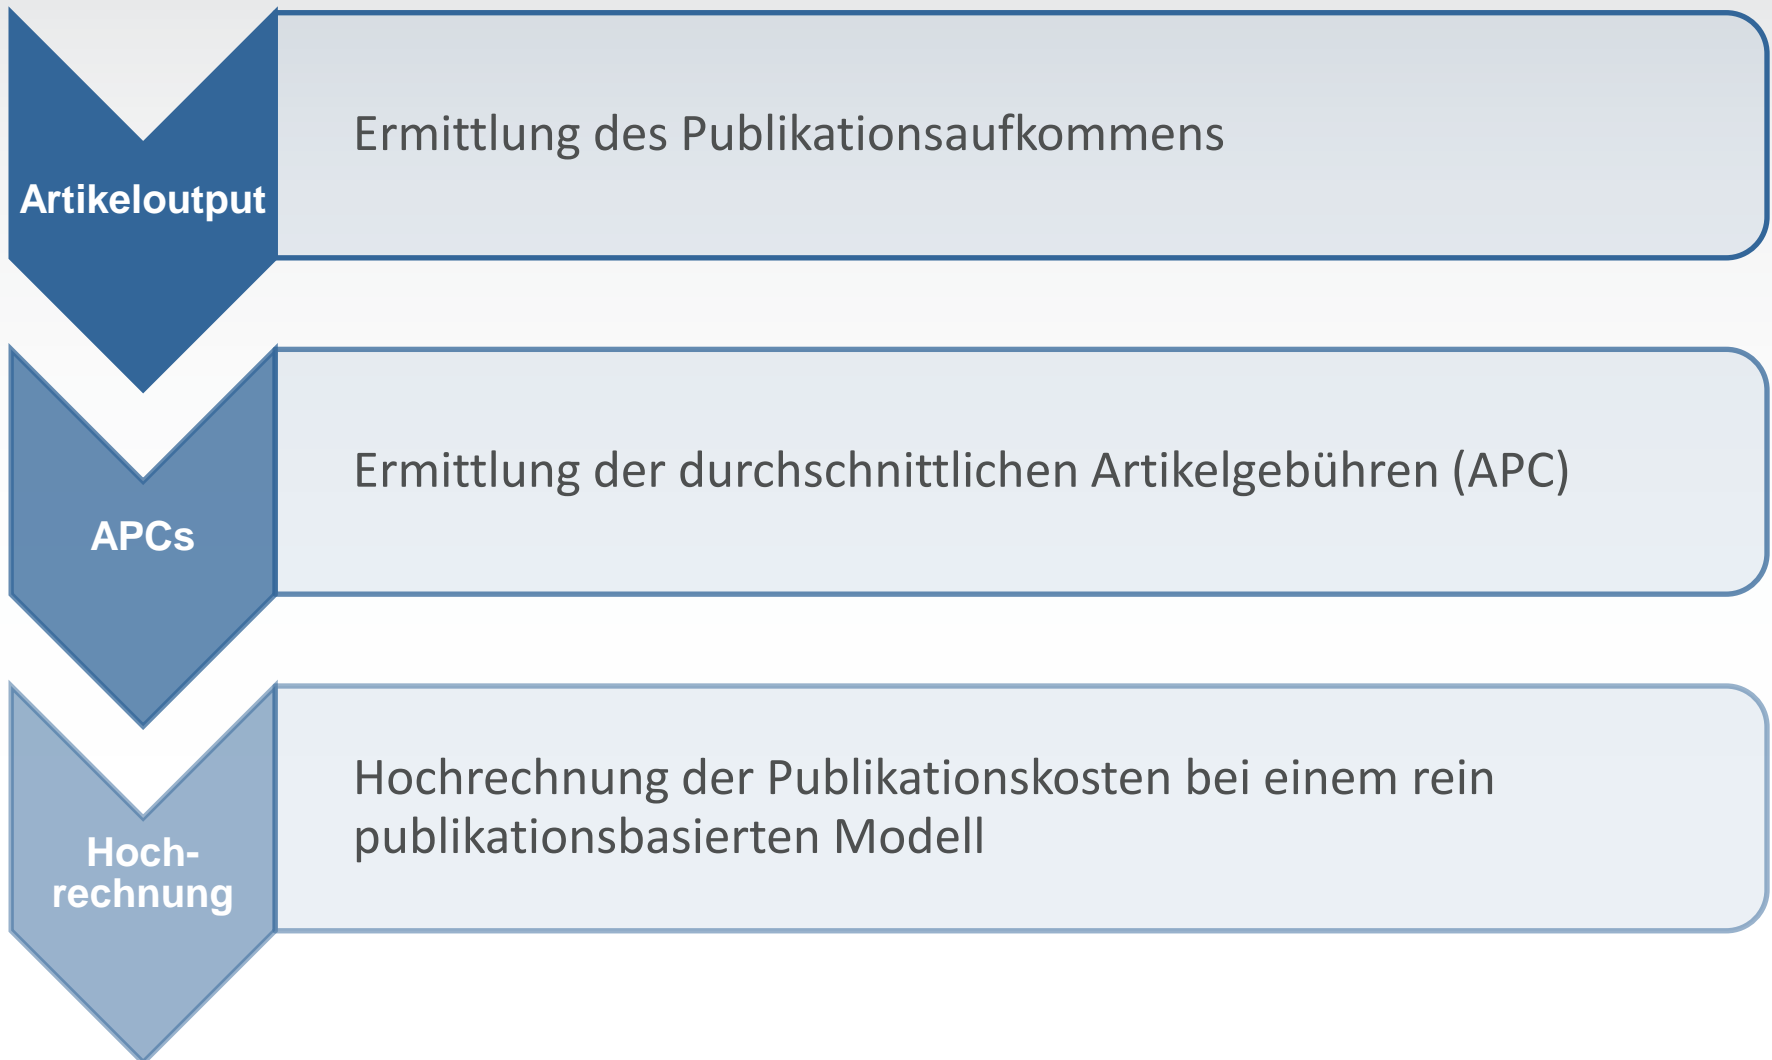 Artikeloutput
Ermittlung des Publikationsaufkommens
APCs
Ermittlung der durchschnittlichen Artikelgebühren (APC)
Hoch-
rechnung
Hochrechnung der Publikationskosten bei einem rein
publikationsbasierten Modell